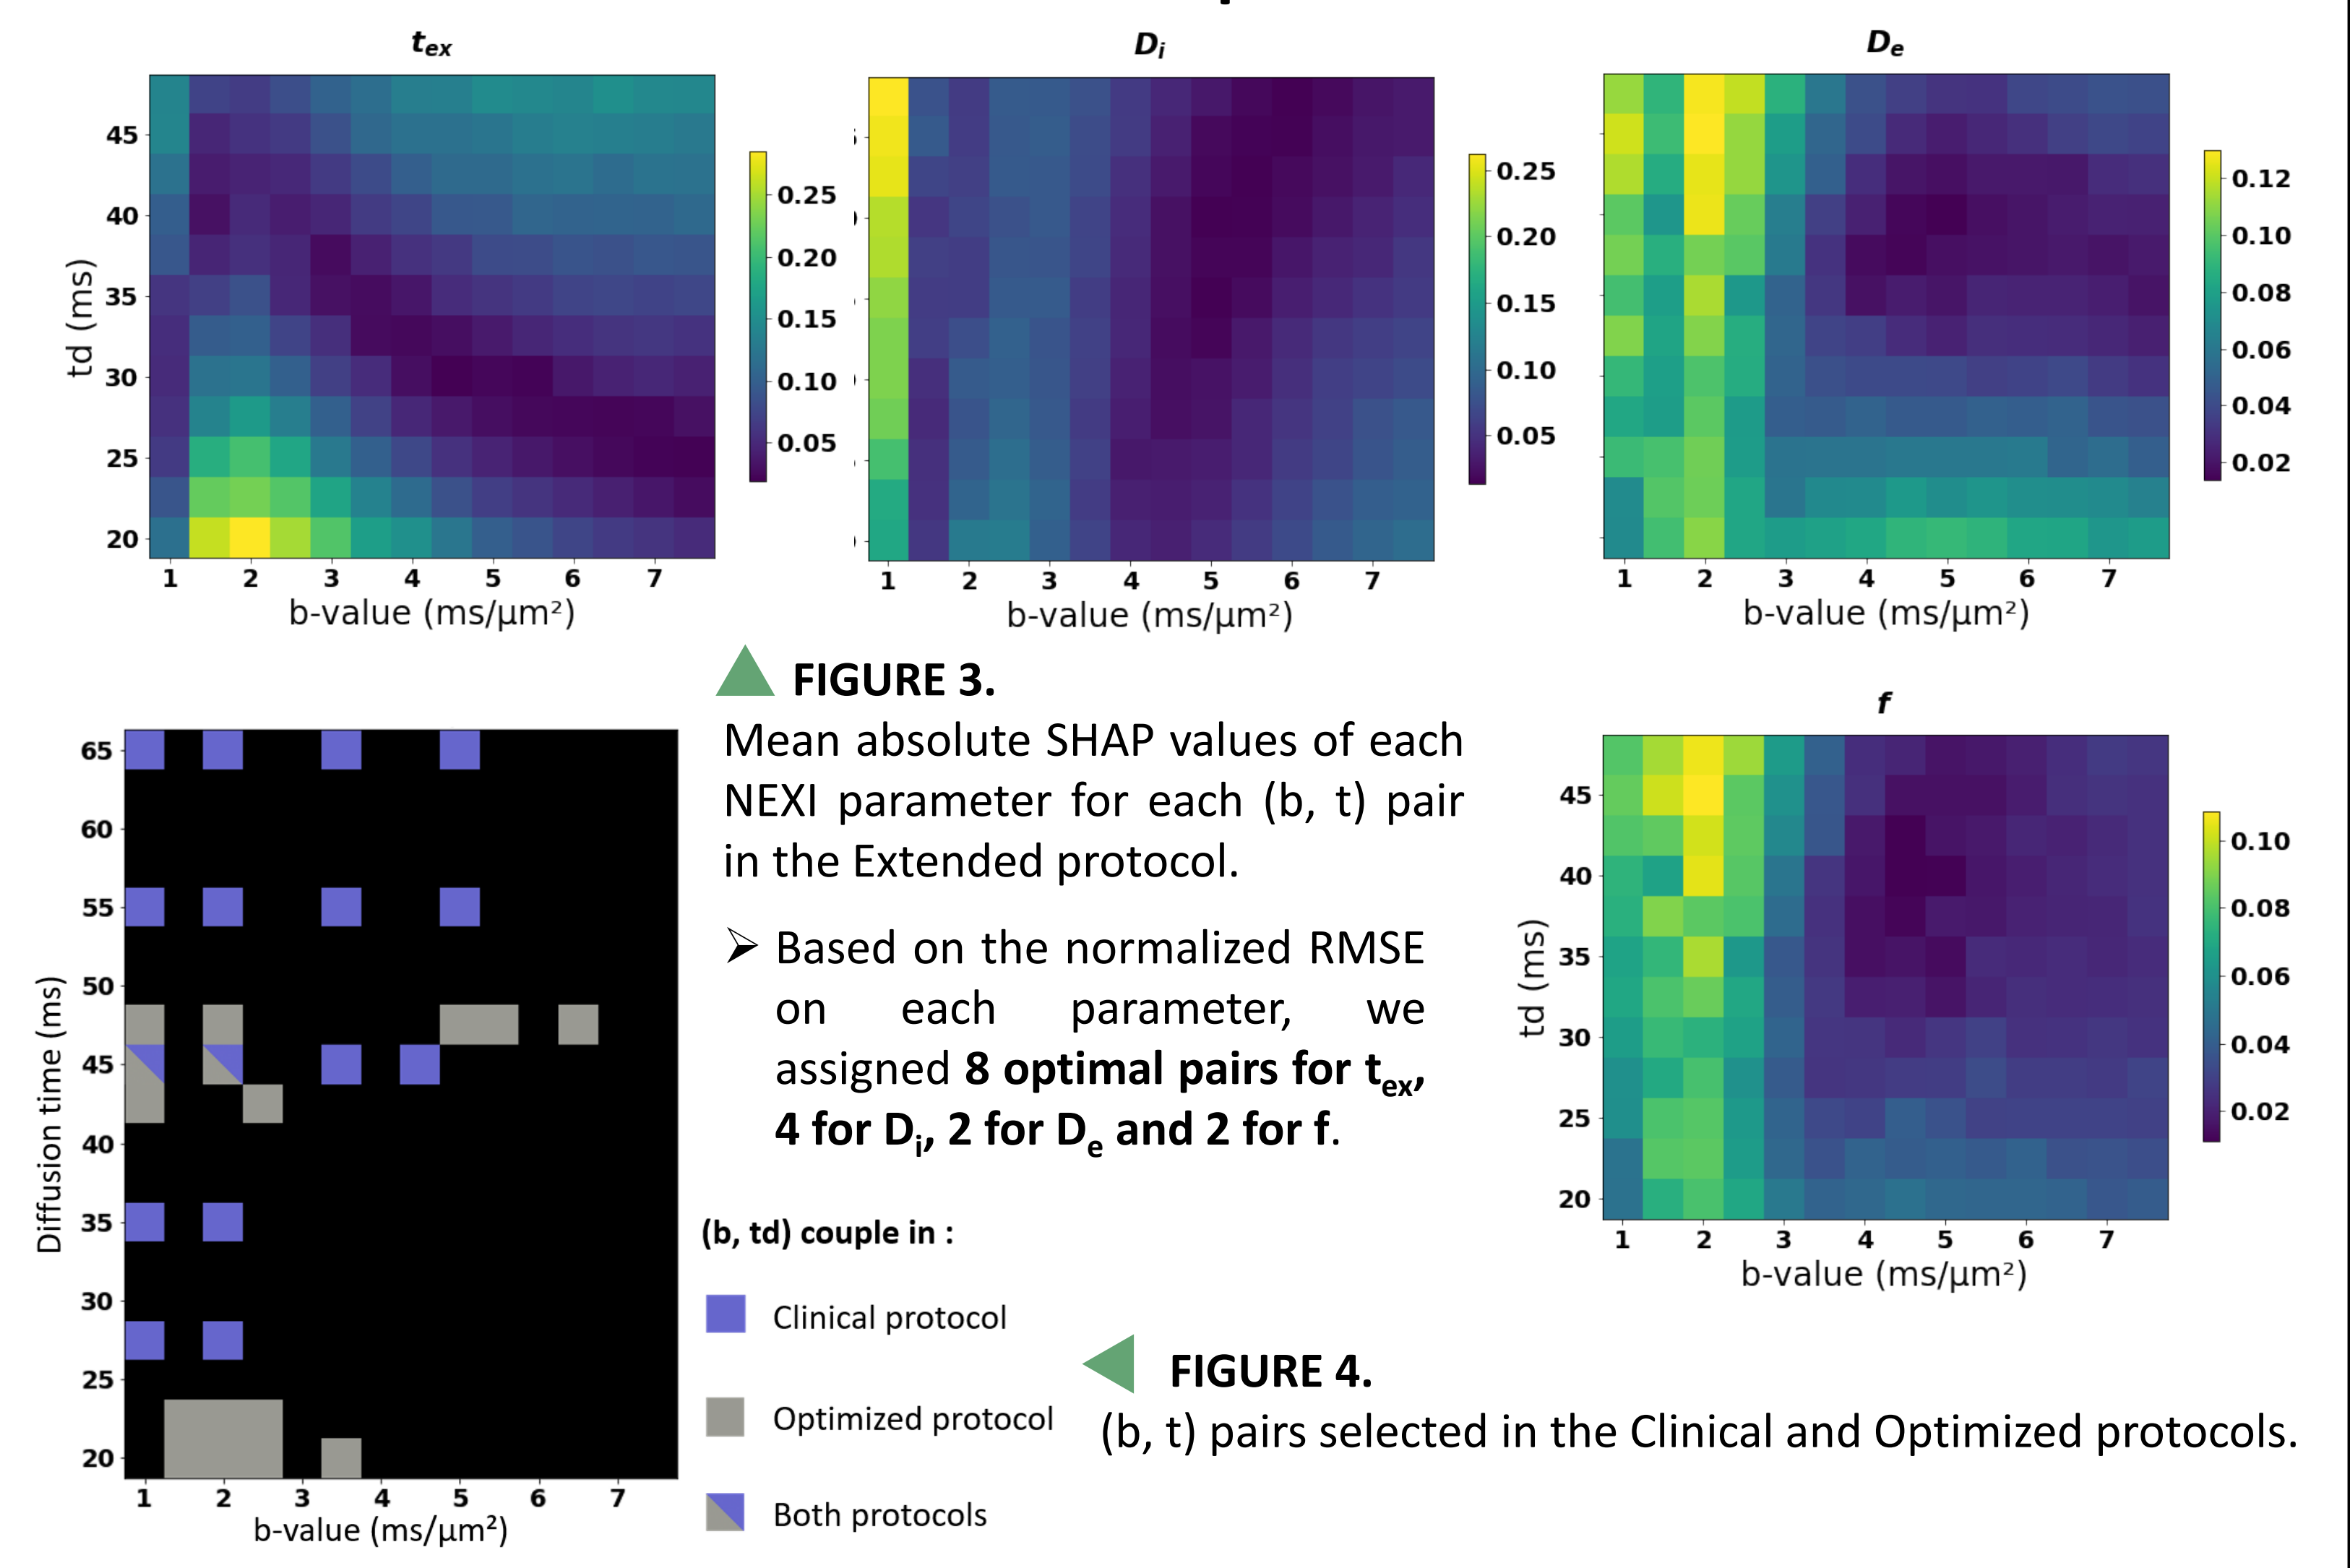 t_ex
D_i
D_e
45
40
35
30
25
20
td (ms)
1 2 3 4 5 6 7
b-value (ms/μm²)
0.25
0.20
0.15
0.10
0.05
1 2 3 4 5 6 7
b-value (ms/μm²)
0.25
0.20
0.15
0.10
0.05
1 2 3 4 5 6 7
b-value (ms/μm²)
0.12
0.10
0.08
0.06
0.04
0.02
FIGURE 3.
Mean absolute SHAP values of each
NEXI parameter for each (b, t) pair
in the Extended protocol.
➢ Based on the normalized RMSE
on each parameter, we
assigned 8 optimal pairs for t_ex,
4 for D_i, 2 for D_e and 2 for f.
f
45
40
35
30
25
20
td (ms)
1 2 3 4 5 6 7
b-value (ms/μm²)
0.10
0.08
0.06
0.04
0.02
65
60
55
50
45
40
35
30
25
20
Diffusion time (ms)
1 2 3 4 5 6 7
b-value (ms/μm²)
(b, td) couple in :
Clinical protocol
Optimized protocol
Both protocols
FIGURE 4.
(b, t) pairs selected in the Clinical and Optimized protocols.